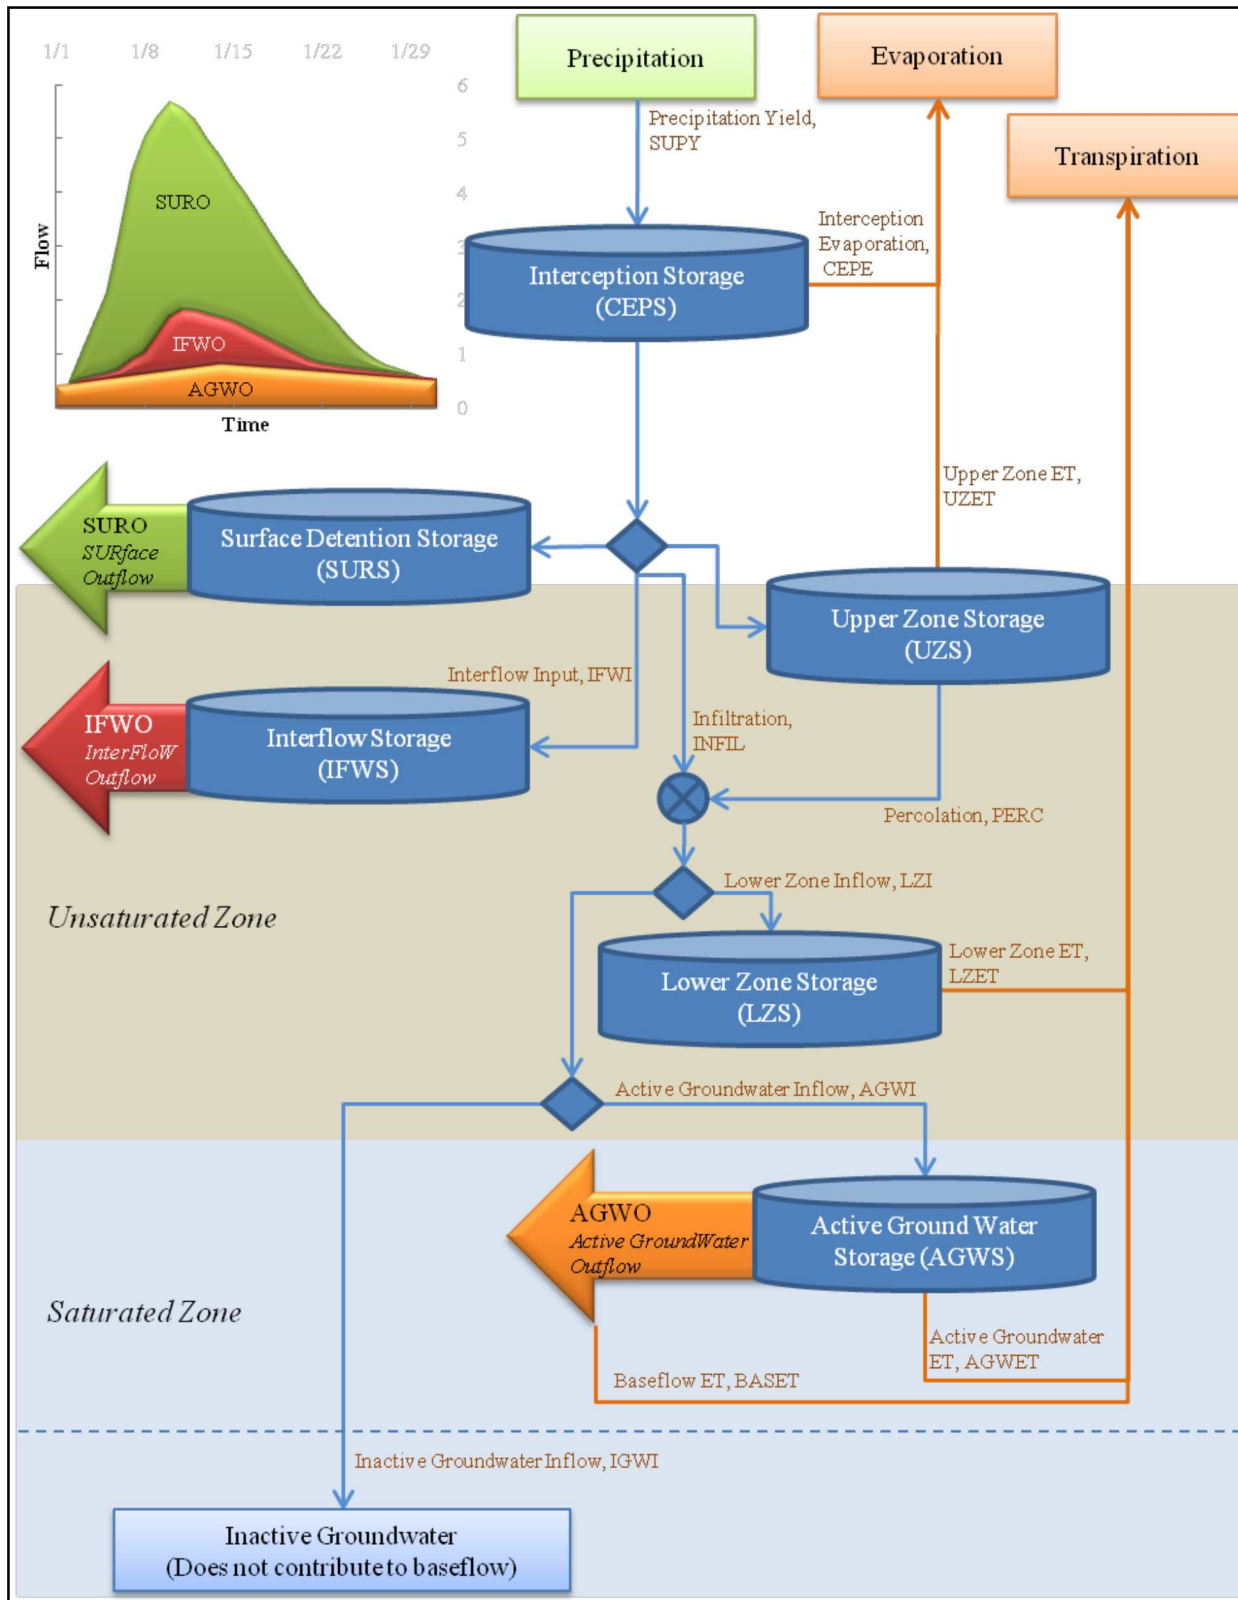 1/1 1/8 1/15 1/22 1/29
6
5
4
3
2
1
0
Flow
SURO
IFWO
AGWO
Time
Precipitation
Evaporation
Transpiration
Precipitation Yield,
SUPY
Interception
Evaporation,
CEPE
Interception Storage
(CEPS)
Upper Zone ET,
UZET
SURO
SURface
Outflow
Surface Detention Storage
(SURS)
Upper Zone Storage
(UZS)
Interflow Input, IFWI
IFWO
InterFloW
Outflow
Interflow Storage
(IFWS)
Infiltration,
INFIL
Percolation, PERC
Lower Zone Inflow, LZI
Unsaturated Zone
Lower Zone Storage
(LZS)
Lower Zone ET,
LZET
Active Groundwater Inflow, AGWI
AGWO
Active GroundWater
Outflow
Active Ground Water
Storage (AGWS)
Saturated Zone
Active Groundwater
ET, AGWET
Baseflow ET, BASET
Inactive Groundwater Inflow, IGWI
Inactive Groundwater
(Does not contribute to baseflow)